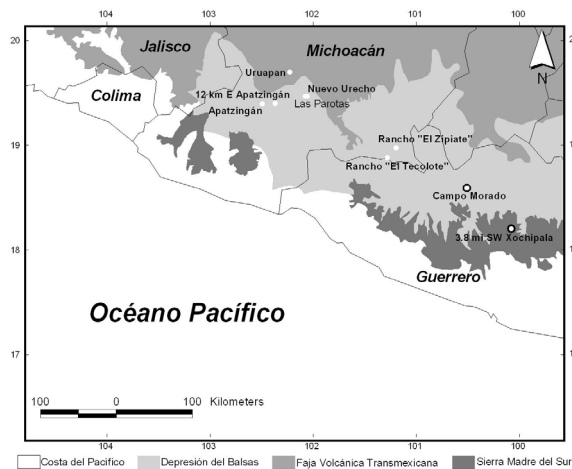 104 103 102 101 100
20
19
18
17
Jalisco
Michoacán
N
Uruapan
Colima
12 km E Apatzingán
Nuevo Urecho
Las Parotas
Apatzingán
Rancho "El Zipiate"
Rancho "El Tecolote"
Campo Morado
3.8 mi SW Xochipala
Guerrero
Océano Pacífico
100 0 100 Kilometers
104 103 102 101 100
Costa del Pacifico Depresión del Balsas Faja Volcánica Transmexicana Sierra Madre del Sur